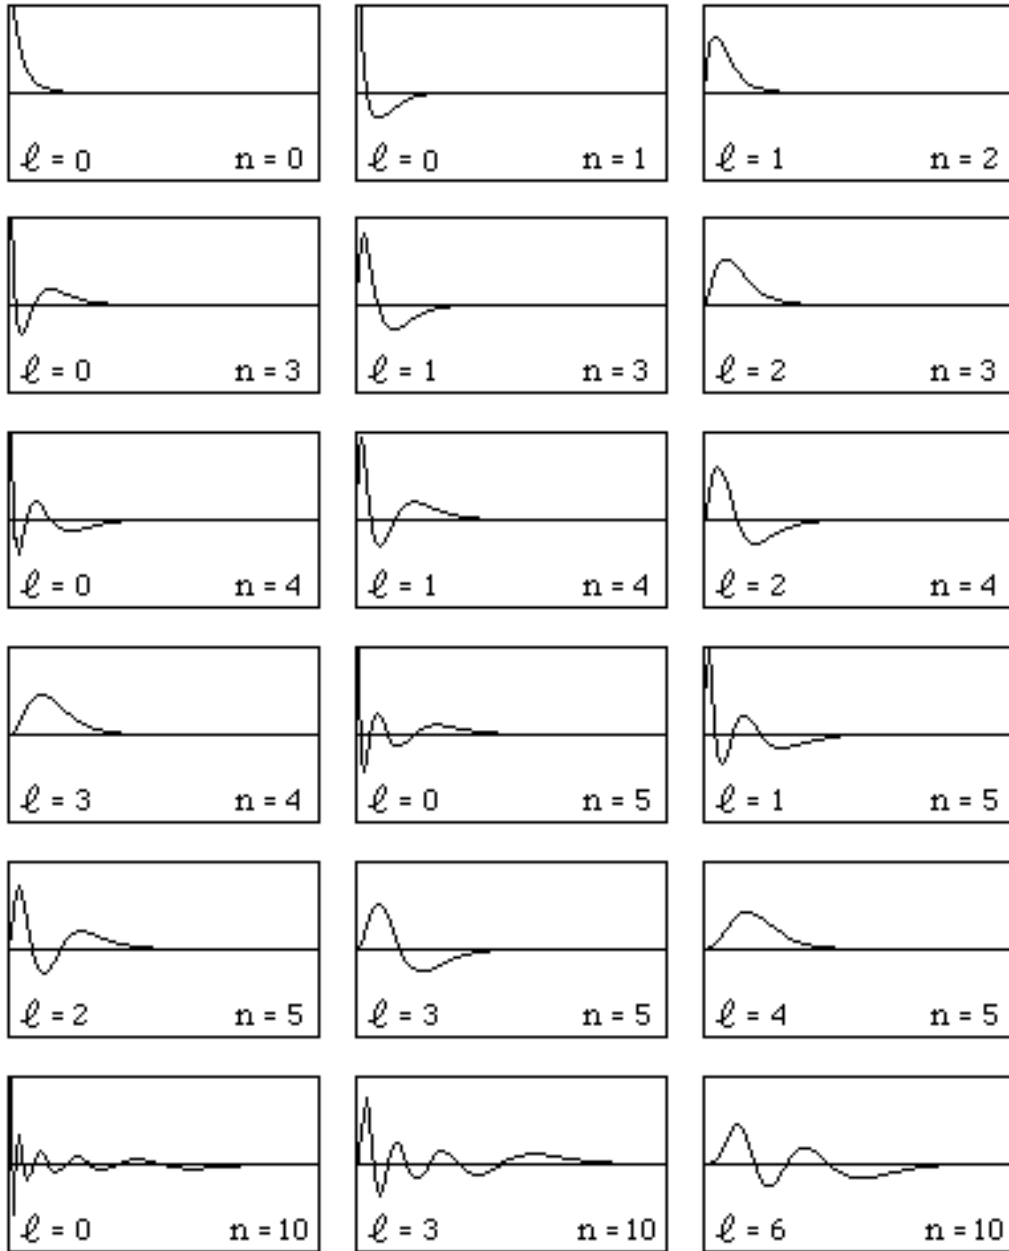 ℓ = 0 n = 0
ℓ = 0 n = 1
ℓ = 1 n = 2
ℓ = 0 n = 3
ℓ = 1 n = 3
ℓ = 2 n = 3
ℓ = 0 n = 4
ℓ = 1 n = 4
ℓ = 2 n = 4
ℓ = 3 n = 4
ℓ = 0 n = 5
ℓ = 1 n = 5
ℓ = 2 n = 5
ℓ = 3 n = 5
ℓ = 4 n = 5
ℓ = 0 n = 10
ℓ = 3 n = 10
ℓ = 6 n = 10